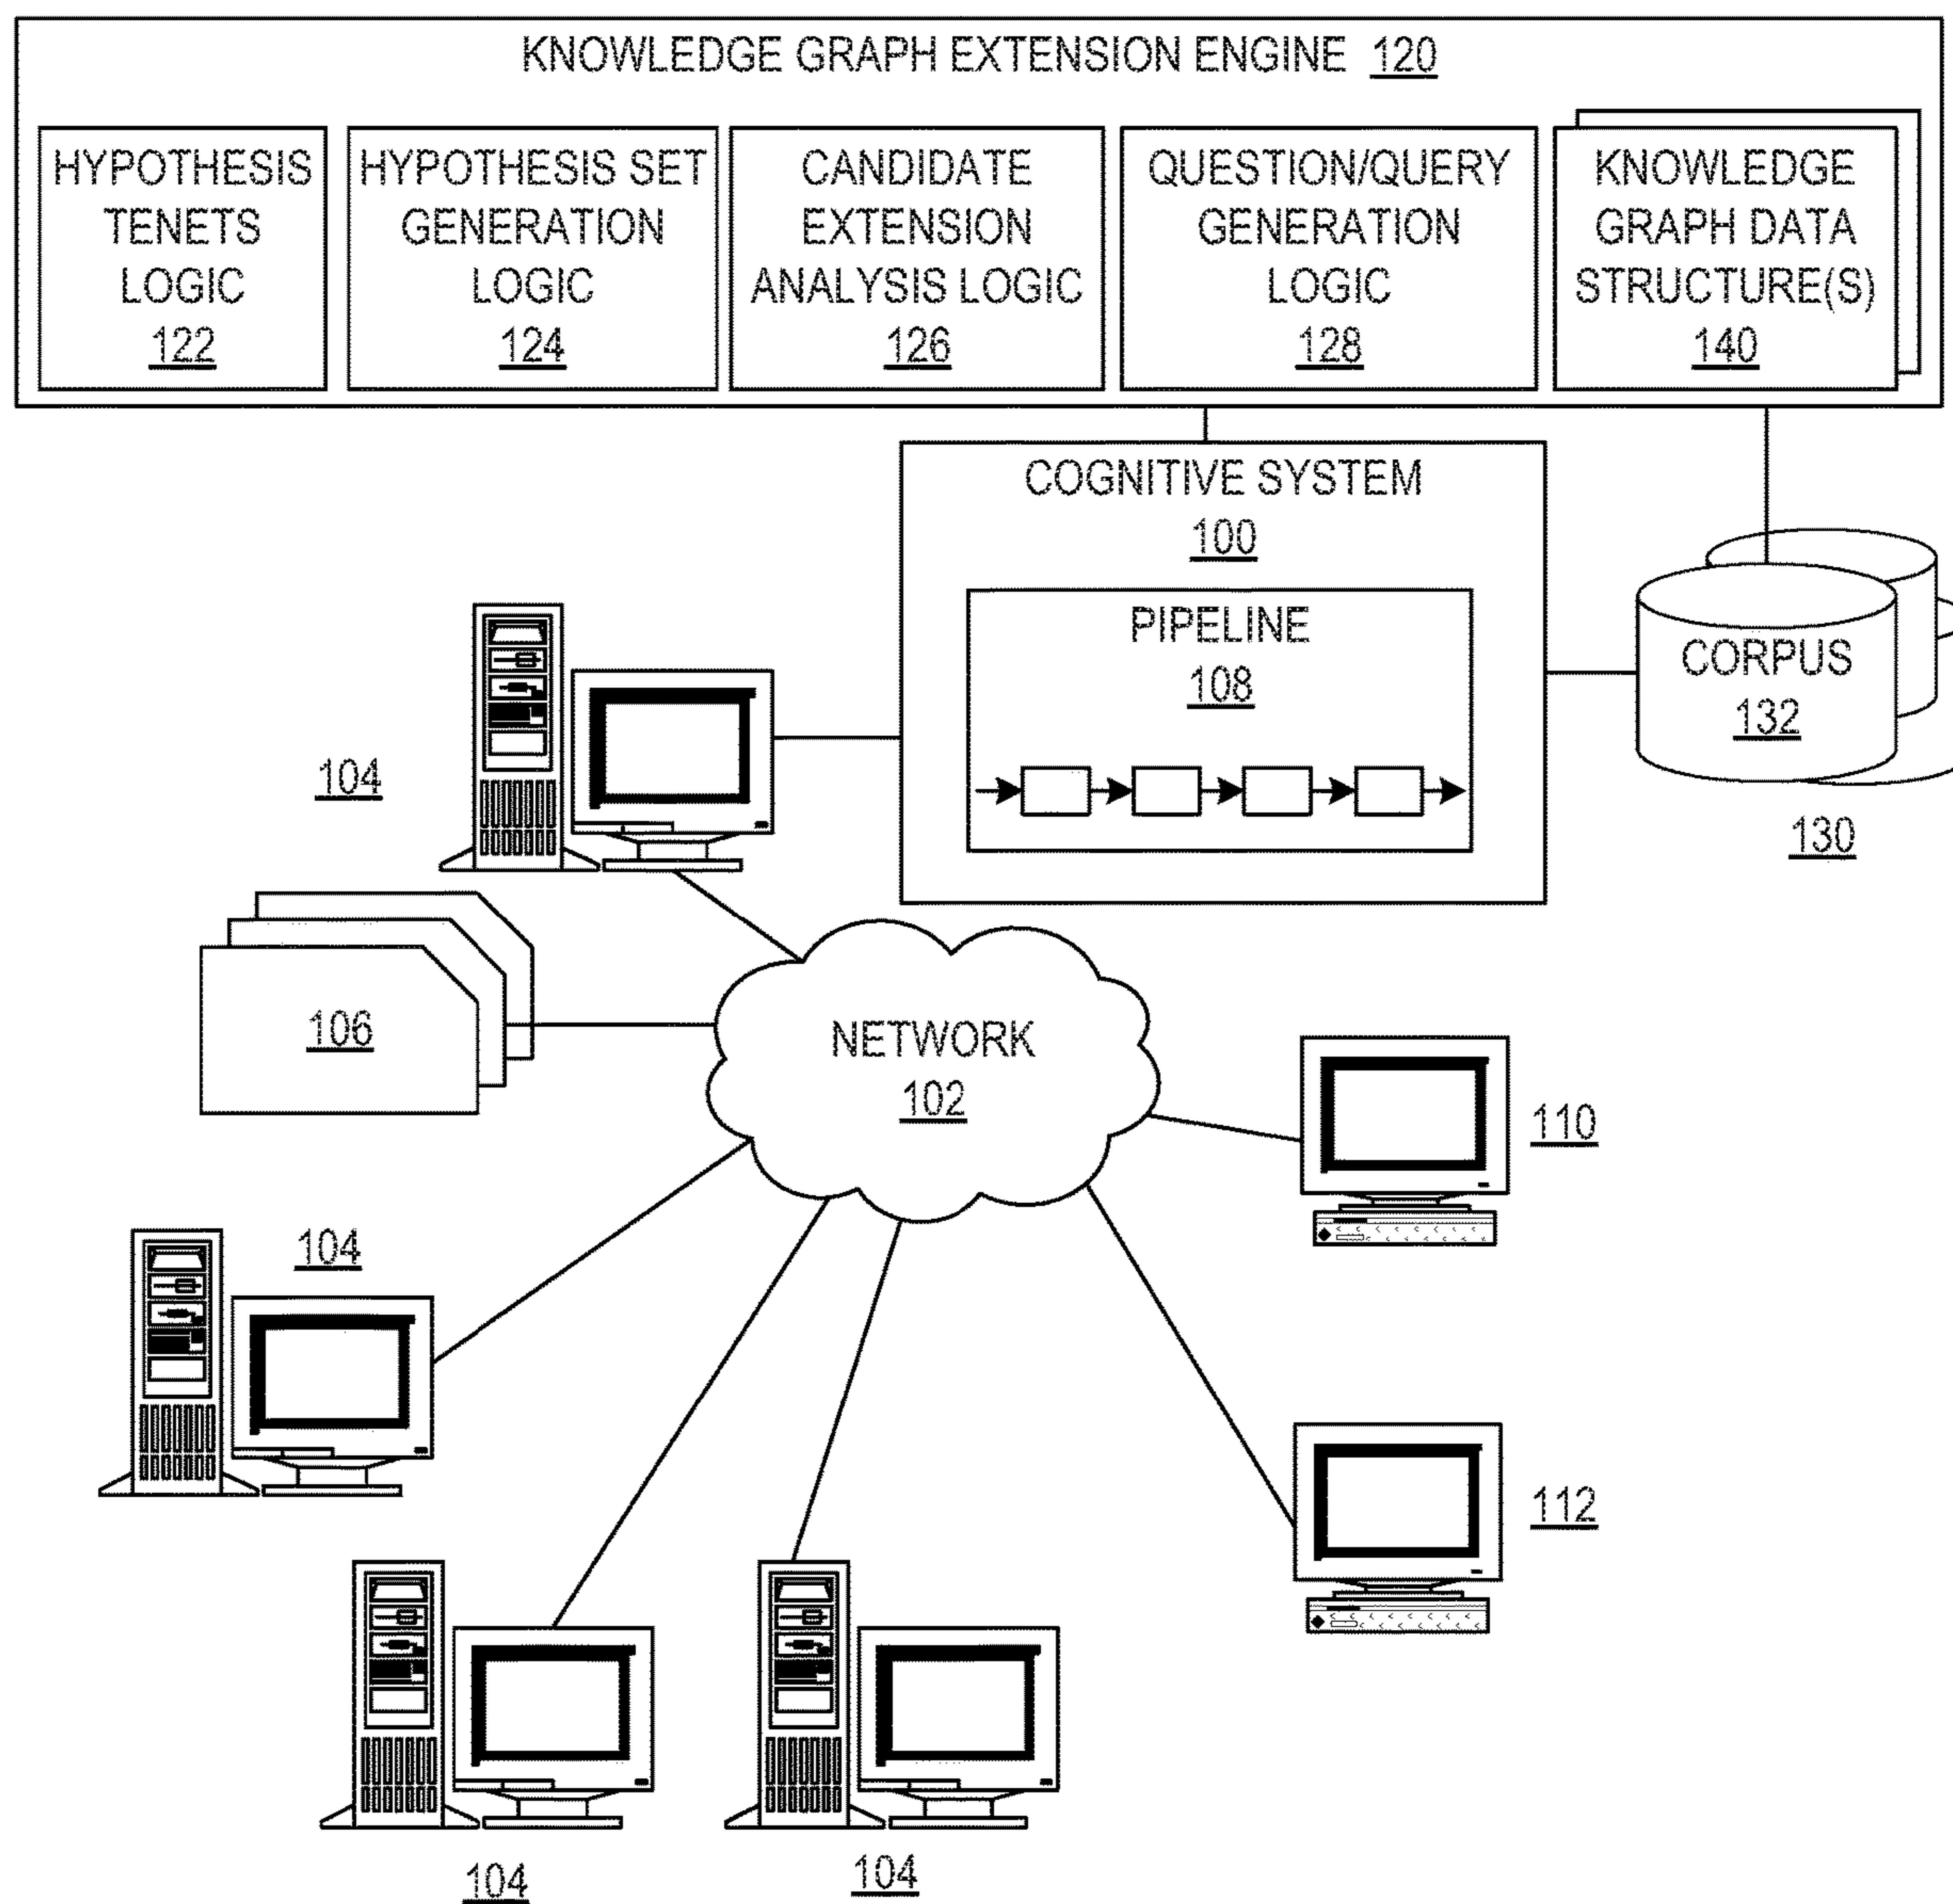 KNOWLEDGE GRAPH EXTENSION ENGINE 120
HYPOTHESIS
TENETS
LOGIC
122
HYPOTHESIS SET
GENERATION
LOGIC
124
CANDIDATE
EXTENSION
ANALYSIS LOGIC
126
QUESTION/QUERY
GENERATION
LOGIC
128
KNOWLEDGE
GRAPH DATA
STRUCTURE(S)
140
COGNITIVE SYSTEM
100
PIPELINE
108
CORPUS
132
130
104
106
NETWORK
102
110
104
112
104
104